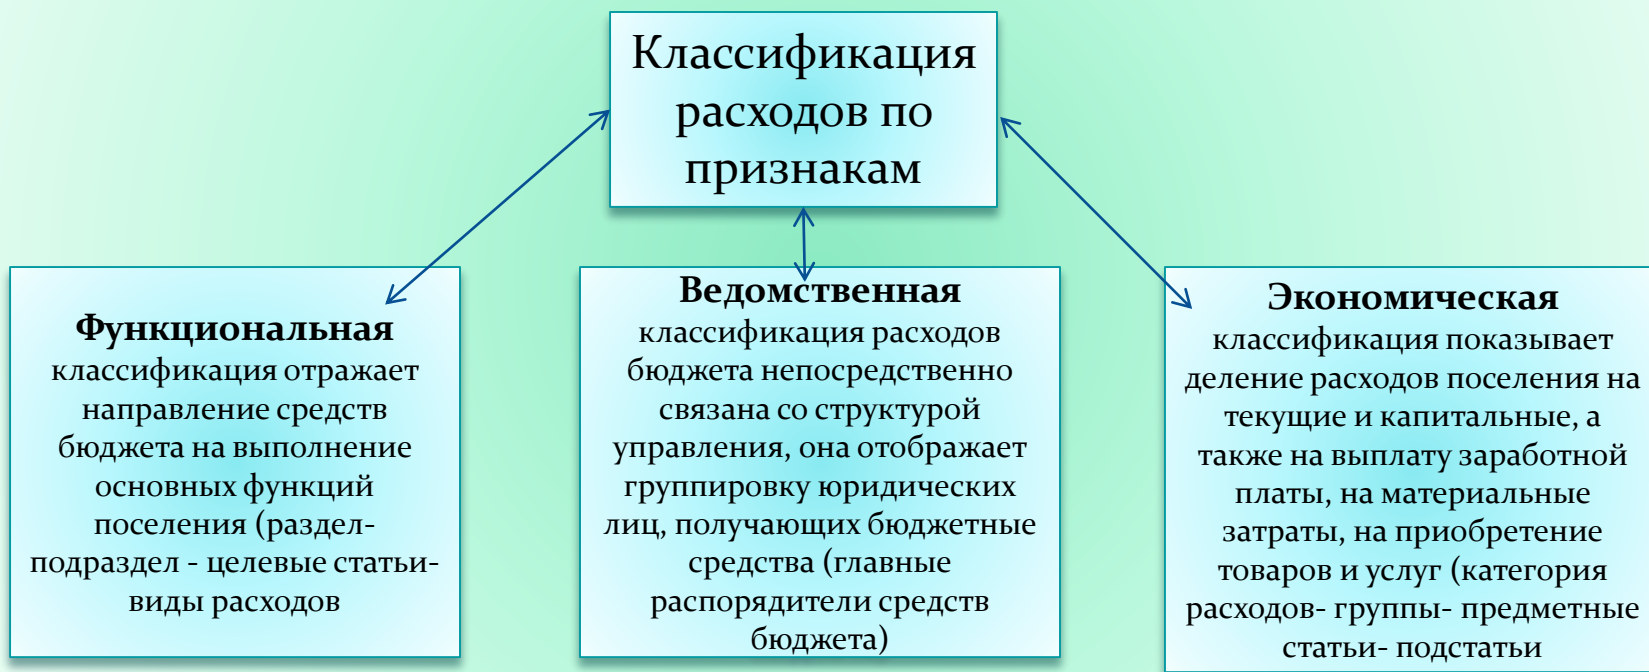 Классификация
расходов по
признакам
Функциональная
классификация отражает
направление средств
бюджета на выполнение
основных функций
поселения (раздел-
подраздел - целевые статьи-
виды расходов
Ведомственная
классификация расходов
бюджета непосредственно
связана со структурой
управления, она отображает
группировку юридических
лиц, получающих бюджетные
средства (главные
распорядители средств
бюджета)
Экономическая
классификация показывает
деление расходов поселения на
текущие и капитальные, а
также на выплату заработной
платы, на материальные
затраты, на приобретение
товаров и услуг (категория
расходов- группы- предметные
статьи- подстатьи